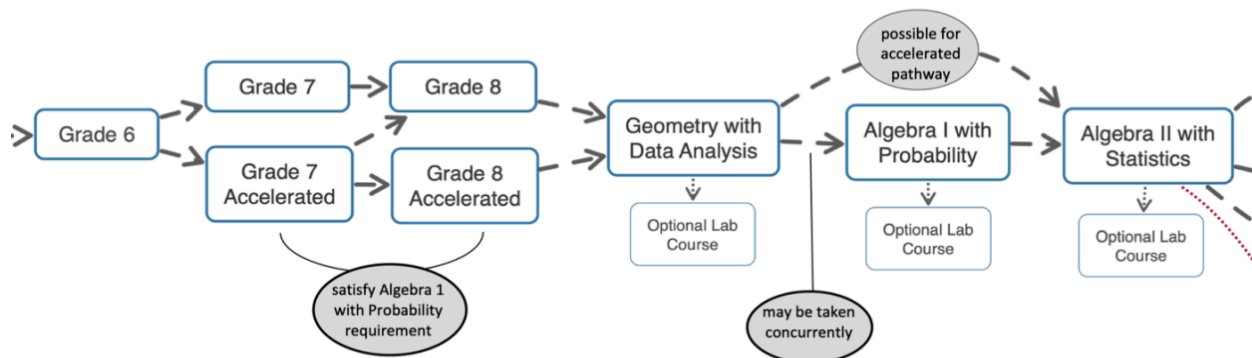 Grade 6
Grade 7
Grade 8
Grade 7
Accelerated
Grade 8
Accelerated
satisfy Algebra 1
with Probability
requirement
Geometry with
Data Analysis
Optional Lab
Course
possible for
accelerated
pathway
may be taken
concurrently
Algebra I with
Probability
Optional Lab
Course
Algebra II with
Statistics
Optional Lab
Course